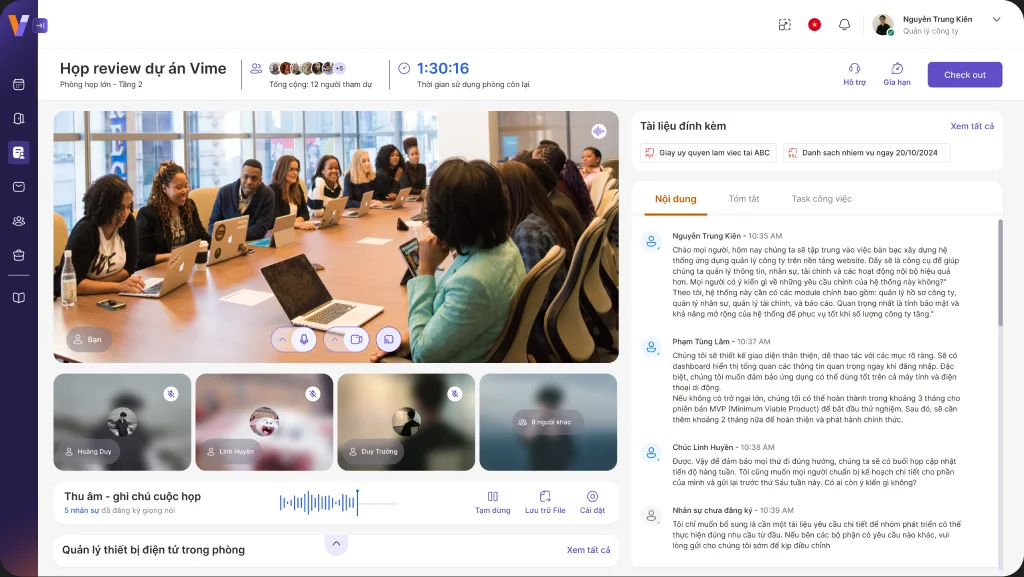 Nguyễn Trung Kiên
Quản lý công ty
Họp review dự án Vime
Phòng họp lớn - Tầng 2
+5
Tổng cộng: 12 người tham dự
1:30:16
Thời gian sử dụng phòng còn lại
Hỗ trợ
Gia hạn
Check out
Bạn
Hoàng Duy
Linh Huyền
Duy Trường
9 người khác
Thu âm - ghi chú cuộc họp
5 nhân sự đã đăng ký giọng nói
Tạm dừng
Lưu trữ File
Cài đặt
Quản lý thiết bị điện tử trong phòng
Xem tất cả
Tài liệu đính kèm
Xem tất cả
PDF
Giay uy quyen lam viec tai ABC
XSL
Danh sach nhiem vu ngay 20/10/2024
Nội dung
Tóm tắt
Task công việc
Nguyễn Trung Kiên - 10:35 AM
Chào mọi người, hôm nay chúng ta sẽ tập trung vào việc bàn bạc xây dựng hệ
thống ứng dụng quản lý công ty trên nền tảng website. Đây sẽ là công cụ để giúp
chúng ta quản lý thông tin, nhân sự, tài chính và các hoạt động nội bộ hiệu quả
hơn. Mọi người có ý kiến gì về những yêu cầu chính của hệ thống này không?"
Theo tôi, hệ thống này cần có các module chính bao gồm: quản lý hồ sơ công ty,
quản lý nhân sự, quản lý tài chính, và báo cáo. Quan trọng nhất là tính bảo mật và
khả năng mở rộng của hệ thống để phục vụ tốt khi số lượng công ty tăng."
Phạm Tùng Lâm - 10:37 AM
Chúng tôi sẽ thiết kế giao diện thân thiện, dễ thao tác với các mục rõ ràng. Sẽ có
dashboard hiển thị tổng quan các thông tin quan trọng ngay khi đăng nhập. Đặc
biệt, chúng tôi muốn đảm bảo ứng dụng có thể dùng tốt trên cả máy tính và điện
thoại di động.
Nếu không có trở ngại lớn, chúng tôi có thể hoàn thành trong khoảng 3 tháng cho
phiên bản MVP (Minimum Viable Product) để bắt đầu thử nghiệm. Sau đó, sẽ cần
thêm khoảng 2 tháng nữa để hoàn thiện và phát hành chính thức.
Chúc Linh Huyền - 10:38 AM
Được. Vậy để đảm bảo mọi thứ đi đúng hướng, chúng ta sẽ có buổi họp cập nhật
tiến độ hàng tuần. Tôi cũng muốn mọi người chuẩn bị kế hoạch chi tiết cho phần
của mình và gửi lại trước thứ Sáu tuần này. Có ai còn ý kiến gì không?
Nhân sự chưa đăng ký - 10:39 AM
Tôi chỉ muốn bổ sung là cần một tài liệu yêu cầu chi tiết để nhóm phát triển có thể
thực hiện đúng nhu cầu từ đầu. Nếu bên các bộ phận có yêu cầu nào khác, vui
lòng gửi cho chúng tôi sớm để kịp điều chỉnh